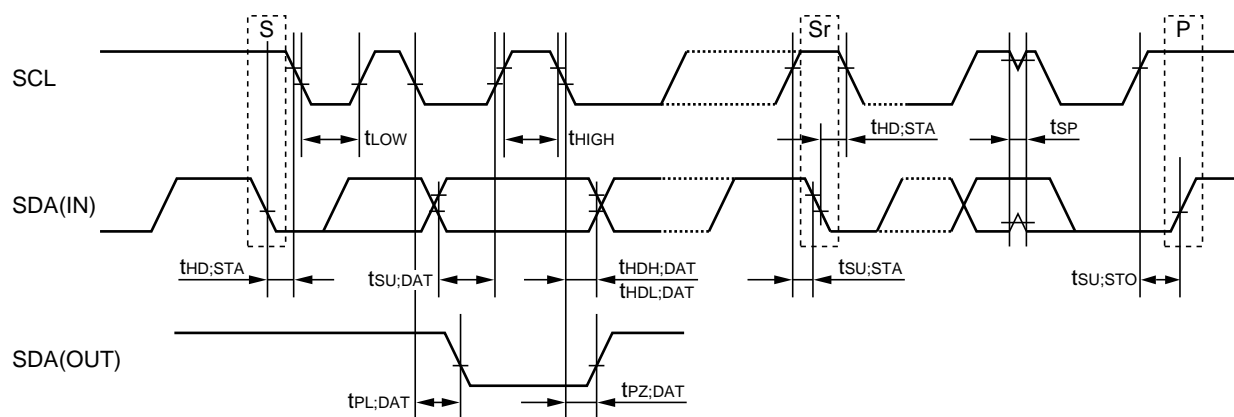 S Sr P
SCL
tLOW tHIGH tHD;STA tSP
SDA(IN)
tHD;STA tSU;DAT tHDH;DAT tSU;STA tSU;STO
tHDL;DAT
SDA(OUT)
tPL;DAT tPZ;DAT